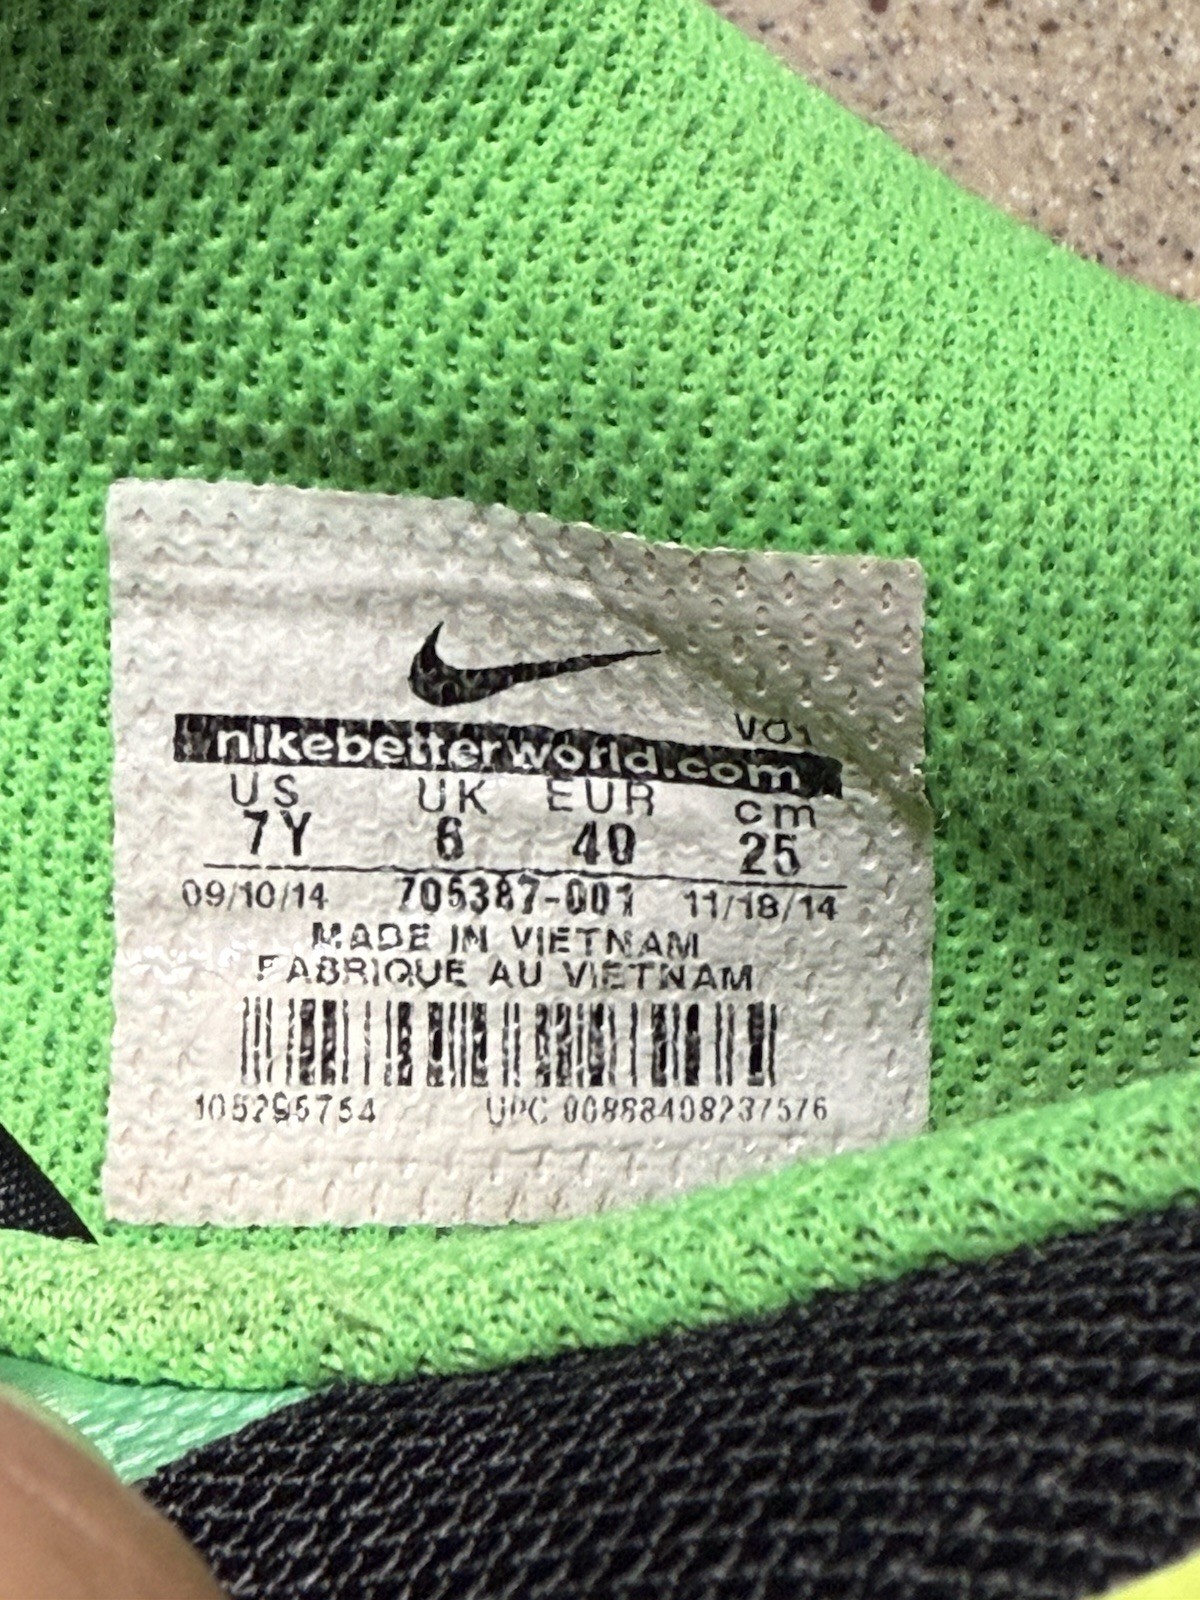 VO1
nikebetterworld.com
US UK EUR cm
7Y 6 40 25
09/10/14 705387-001 11/18/14
MADE IN VIETNAM
FABRIQUE AU VIETNAM
105295754 UPC 00888408237576